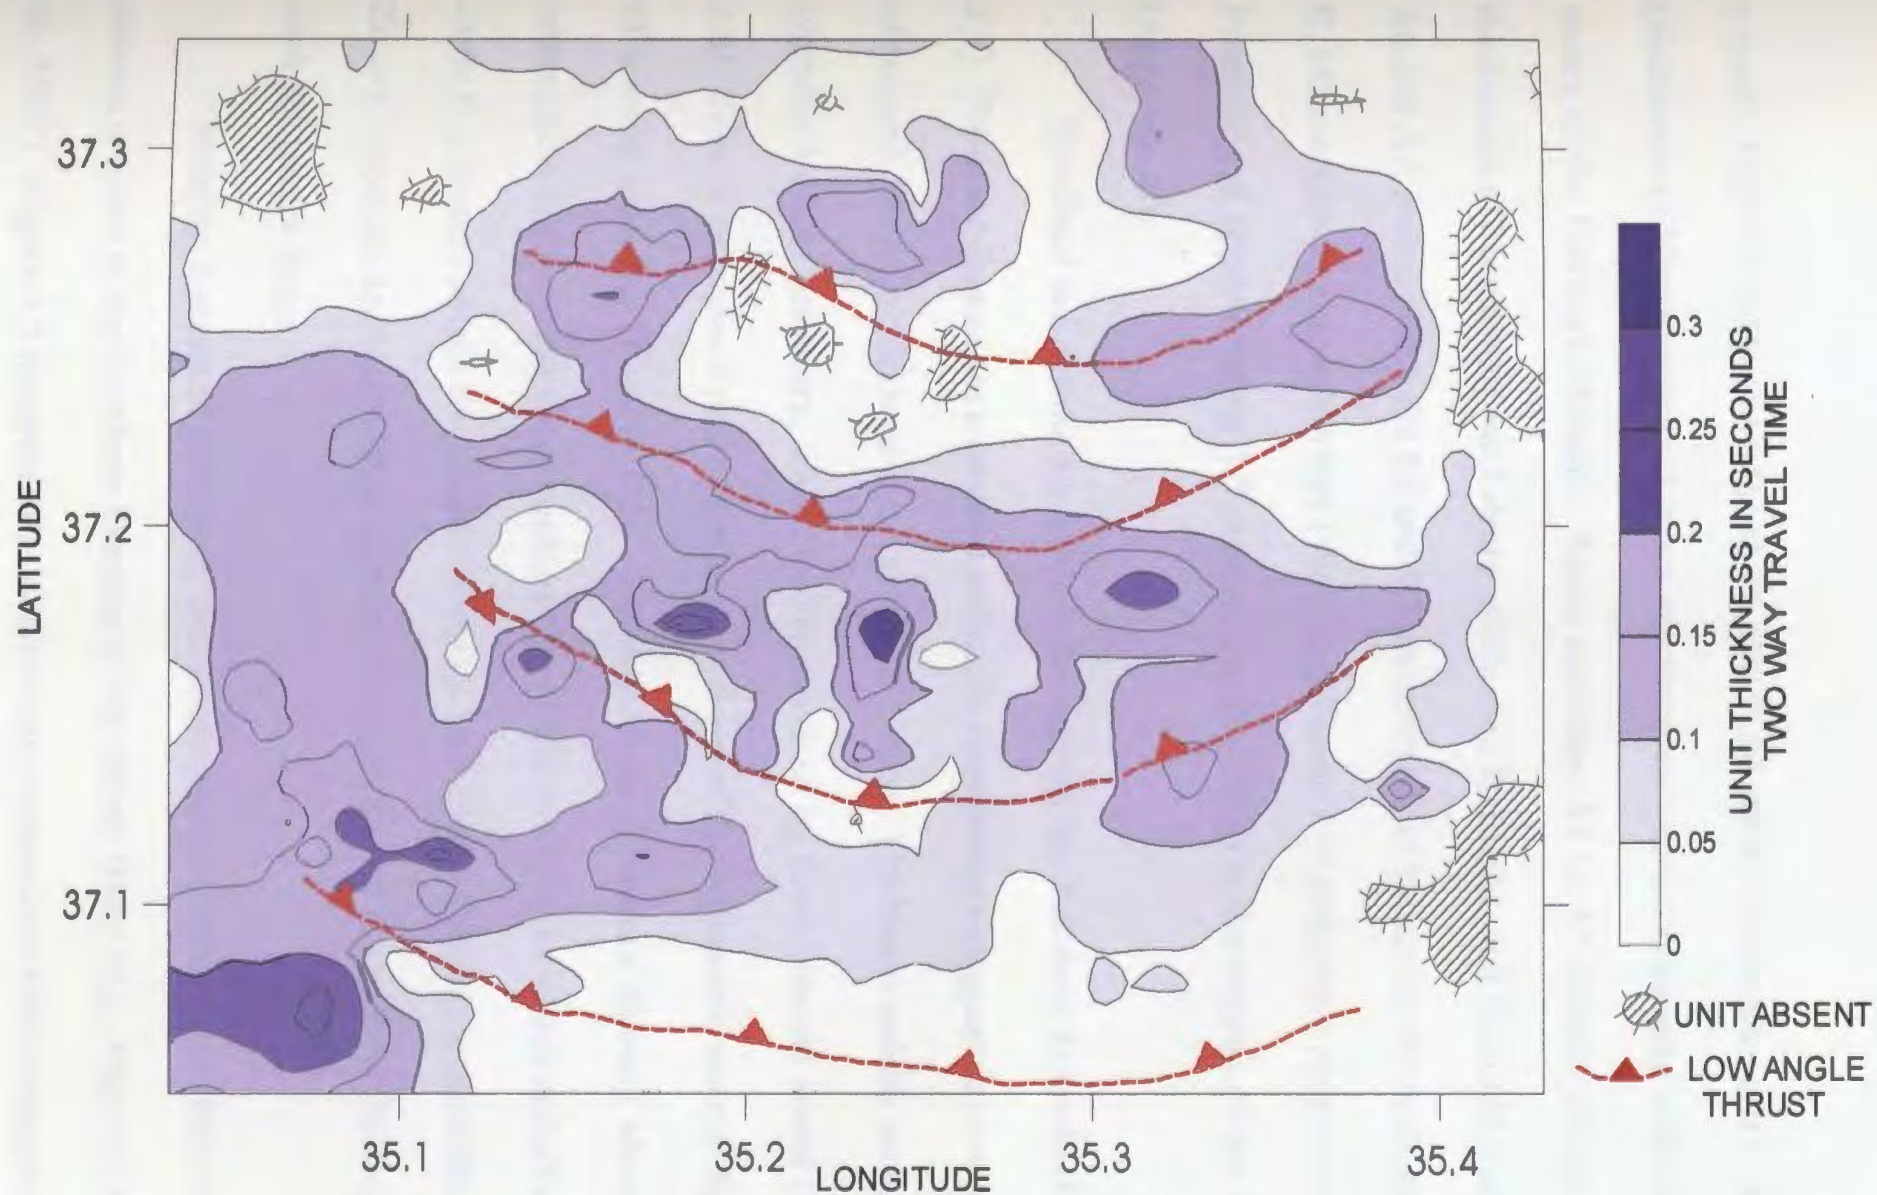 37.3
37.2
37.1
LATITUDE
35.1
35.2
35.3
35.4
LONGITUDE
0.3
0.25
0.2
0.15
0.1
0.05
0
UNIT THICKNESS IN SECONDS
TWO WAY TRAVEL TIME
UNIT ABSENT
LOW ANGLE
THRUST